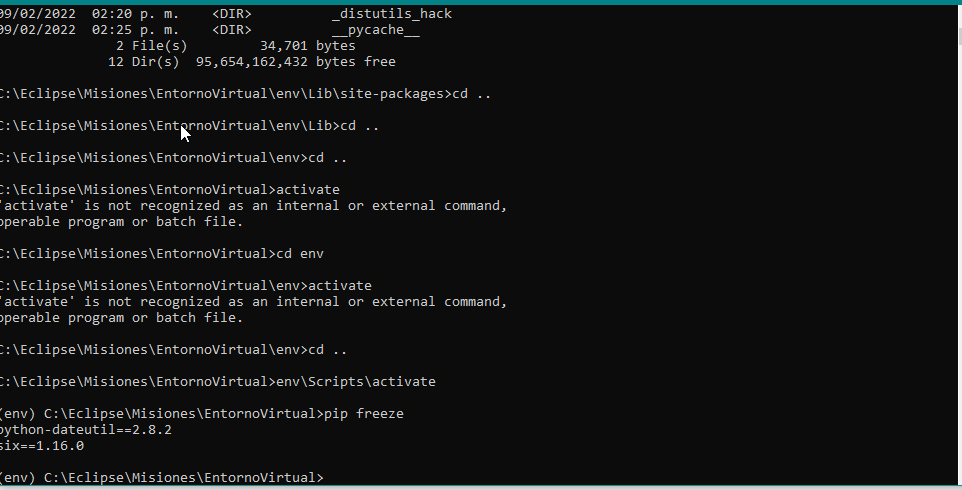 09/02/2022  02:20 p. m.    <DIR>          _distutils_hack
09/02/2022  02:25 p. m.    <DIR>          __pycache__
               2 File(s)         34,701 bytes
              12 Dir(s)  95,654,162,432 bytes free
C:\Eclipse\Misiones\EntornoVirtual\env\Lib\site-packages>cd ..
C:\Eclipse\Misiones\EntornoVirtual\env\Lib>cd ..
C:\Eclipse\Misiones\EntornoVirtual\env>cd ..
C:\Eclipse\Misiones\EntornoVirtual>activate
'activate' is not recognized as an internal or external command,
operable program or batch file.
C:\Eclipse\Misiones\EntornoVirtual>cd env
C:\Eclipse\Misiones\EntornoVirtual\env>activate
'activate' is not recognized as an internal or external command,
operable program or batch file.
C:\Eclipse\Misiones\EntornoVirtual\env>cd ..
C:\Eclipse\Misiones\EntornoVirtual>env\Scripts\activate
(env) C:\Eclipse\Misiones\EntornoVirtual>pip freeze
python-dateutil==2.8.2
six==1.16.0
(env) C:\Eclipse\Misiones\EntornoVirtual>